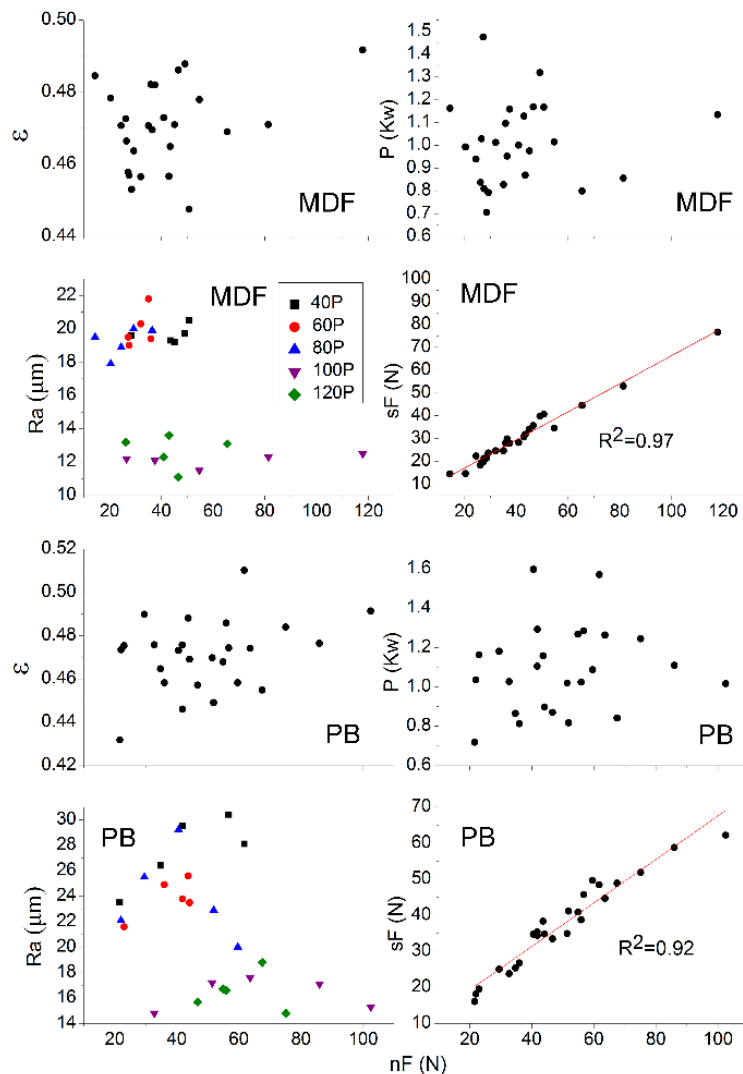 0.50
0.48
0.46
0.44
ε
MDF
1.5
1.4
1.3
1.2
1.1
1.0
0.9
0.8
0.7
0.6
P (Kw)
MDF
22
20
18
16
14
12
10
Ra (μm)
MDF
40P
60P
80P
100P
120P
20 40 60 80 100 120
100
90
80
70
60
50
40
30
20
10
sF (N)
MDF
R²=0.97
20 40 60 80 100 120
0.52
0.50
0.48
0.46
0.44
0.42
ε
PB
1.6
1.4
1.2
1.0
0.8
0.6
P (Kw)
PB
30
28
26
24
22
20
18
16
14
Ra (μm)
PB
20 40 60 80 100
70
60
50
40
30
20
10
sF (N)
PB
R²=0.92
20 40 60 80 100
nF (N)